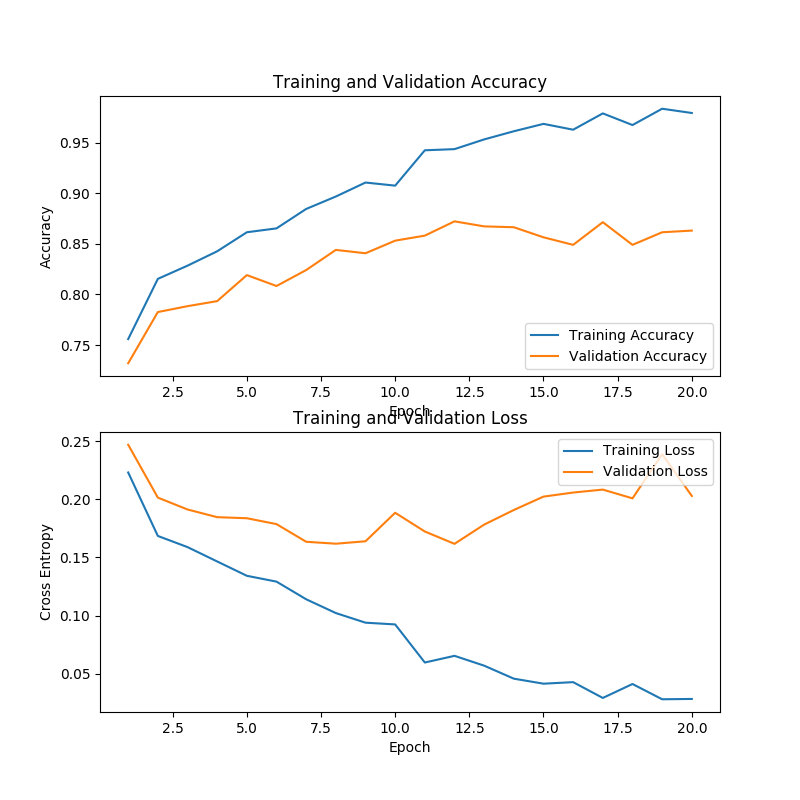 Training and Validation Accuracy
Accuracy
0.95
0.90
0.85
0.80
0.75
Training Accuracy
Validation Accuracy
2.5 5.0 7.5 10.0 12.5 15.0 17.5 20.0
Epoch
Training and Validation Loss
Cross Entropy
0.25
0.20
0.15
0.10
0.05
Training Loss
Validation Loss
2.5 5.0 7.5 10.0 12.5 15.0 17.5 20.0
Epoch